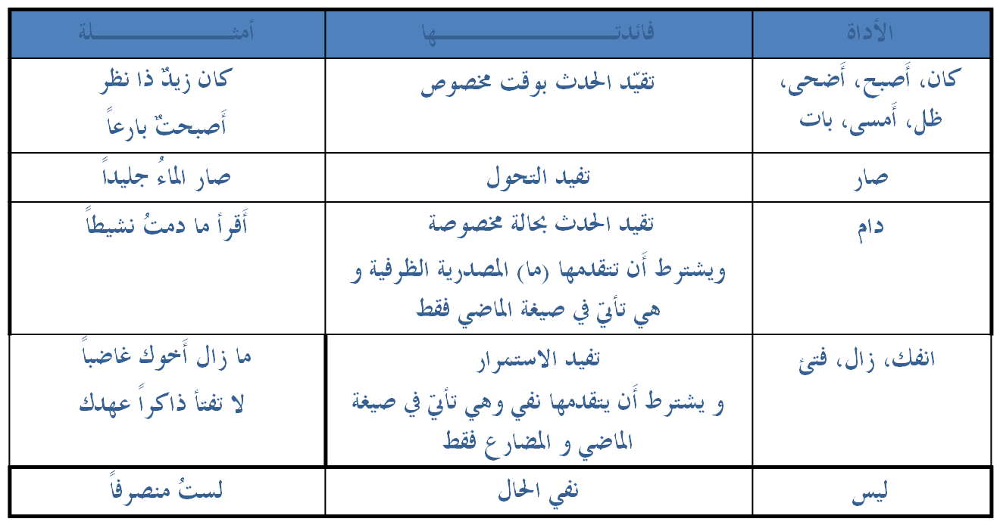 الأداة
فائدتـــــــــــــــــها
أمثـــــــــــــــلة
كان، أَصبح، أَضحى،
ظل، أَمسى، بات
تقيّد الحدث بوقت مخصوص
كان زيدٌ ذا نظر
أَصبحتٌ بارعاً
صار
تفيد التحول
صار الماءُ جليداً
دام
تقيد الحدث بحالة مخصوصة
ويشترط أَن تتقدمها (ما) المصدرية الظرفية و
هي تأتيّ في صيغة الماضي فقط
أَقرأ ما دمتُ نشيطاً
انفك، زال، فتئ
تفيد الاستمرار
و يشترط أَن يتقدمها نفي وهي تأتيّ في صيغة
الماضي و المضارع فقط
ما زال أَخوك غاضباً
لا تفتأ ذاكراً عهدك
ليس
نفي الحال
لستُ منصرفاً